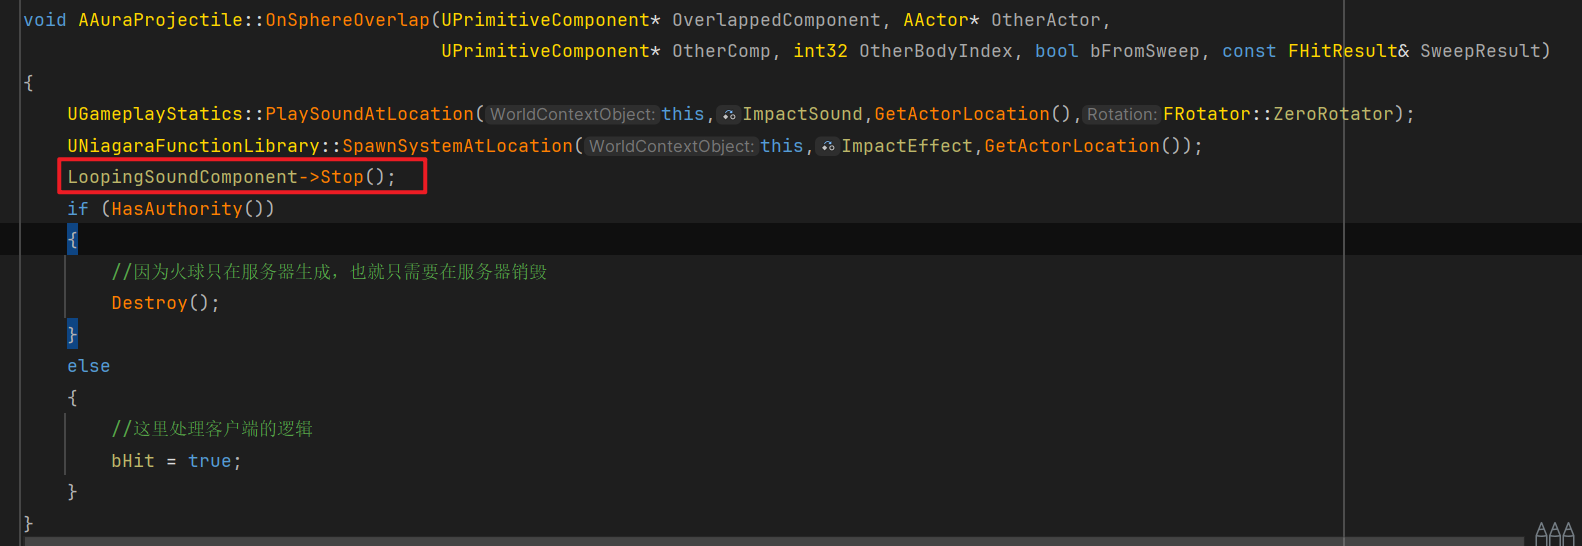 void AAuraProjectile::OnSphereOverlap(UPrimitiveComponent* OverlappedComponent, AActor* OtherActor,
UPrimitiveComponent* OtherComp, int32 OtherBodyIndex, bool bFromSweep, const FHitResult& SweepResult)
{
UGameplayStatics::PlaySoundAtLocation(WorldContextObject:this,ImpactSound,GetActorLocation(),Rotation:FRotator::ZeroRotator);
UNiagaraFunctionLibrary::SpawnSystemAtLocation(WorldContextObject:this,ImpactEffect,GetActorLocation());
LoopingSoundComponent->Stop();
if (HasAuthority())
{
//因为火球只在服务器生成，也就只需要在服务器销毁
Destroy();
}
else
{
//这里处理客户端的逻辑
bHit = true;
}
}